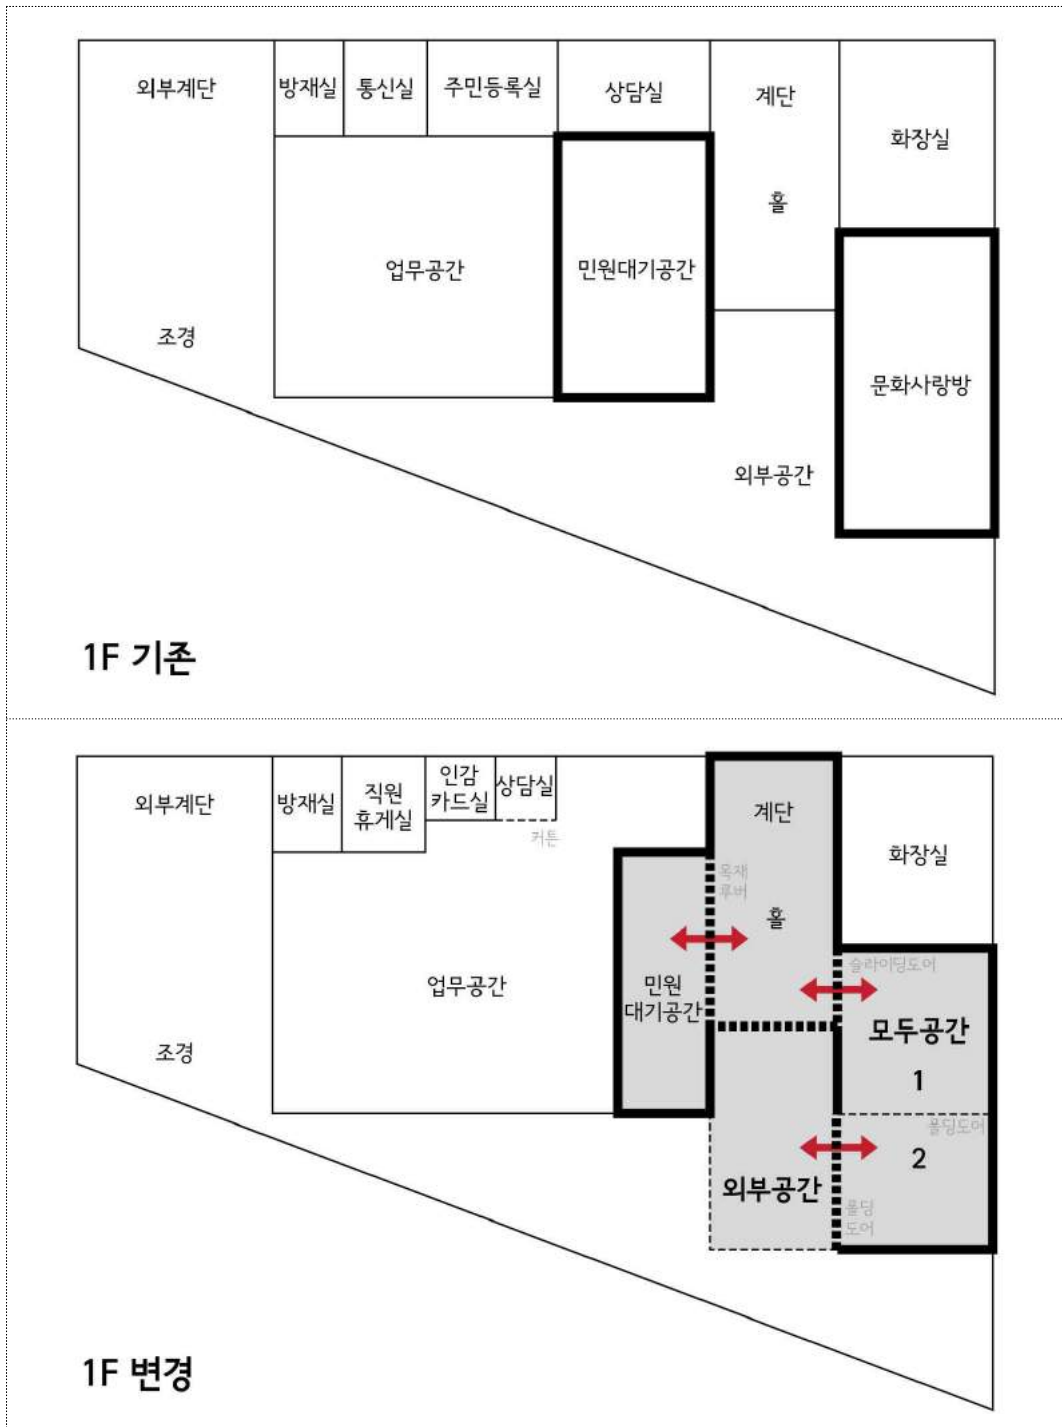 외부계단
방재실
통신실
주민등록실
상담실
계단
화장실
홀
업무공간
민원대기공간
조경
문화사랑방
외부공간
1F 기존
외부계단
방재실
직원
휴게실
인감
카드실
상담실
커튼
계단
화장실
목재
루버
홀
슬라이딩도어
업무공간
민원
대기공간
모두공간
1
조경
폴딩도어
2
외부공간
폴딩
도어
1F 변경